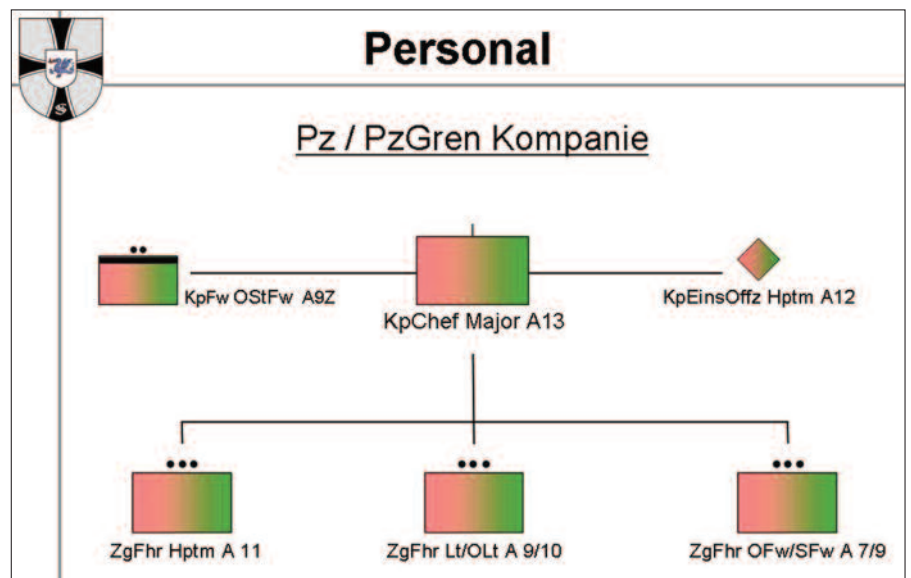 Personal
S
Pz / PzGren Kompanie
KpFw OStFw A9Z
KpChef Major A13
KpEinsOffz Hptm A12
ZgFhr Hptm A 11
ZgFhr Lt/OLt A 9/10
ZgFhr OFw/SFw A 7/9